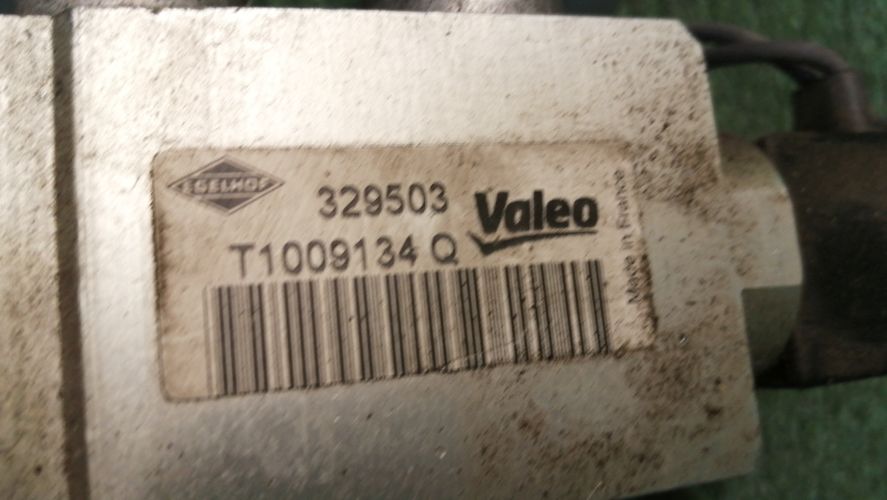 EGELHOF
329503
Valeo
T1009134 Q
Made in France